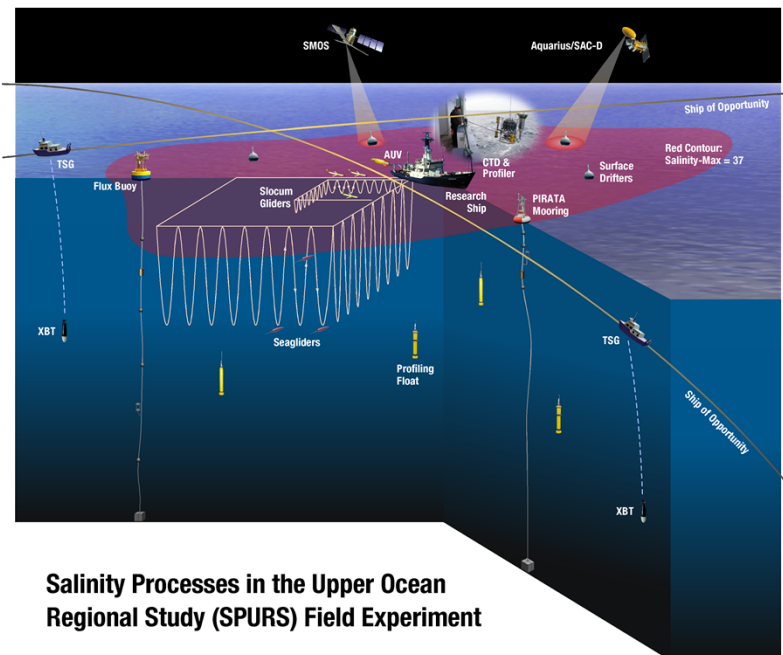 SMOS
Aquarius/SAC-D
Ship of Opportunity
TSG
AUV
CTD &
Profiler
Red Contour:
Salinity-Max = 37
Flux Buoy
Slocum
Gliders
Research
Ship
Surface
Drifters
PIRATA
Mooring
XBT
Seagliders
Profiling
Float
TSG
Ship of Opportunity
XBT
Salinity Processes in the Upper Ocean
Regional Study (SPURS) Field Experiment